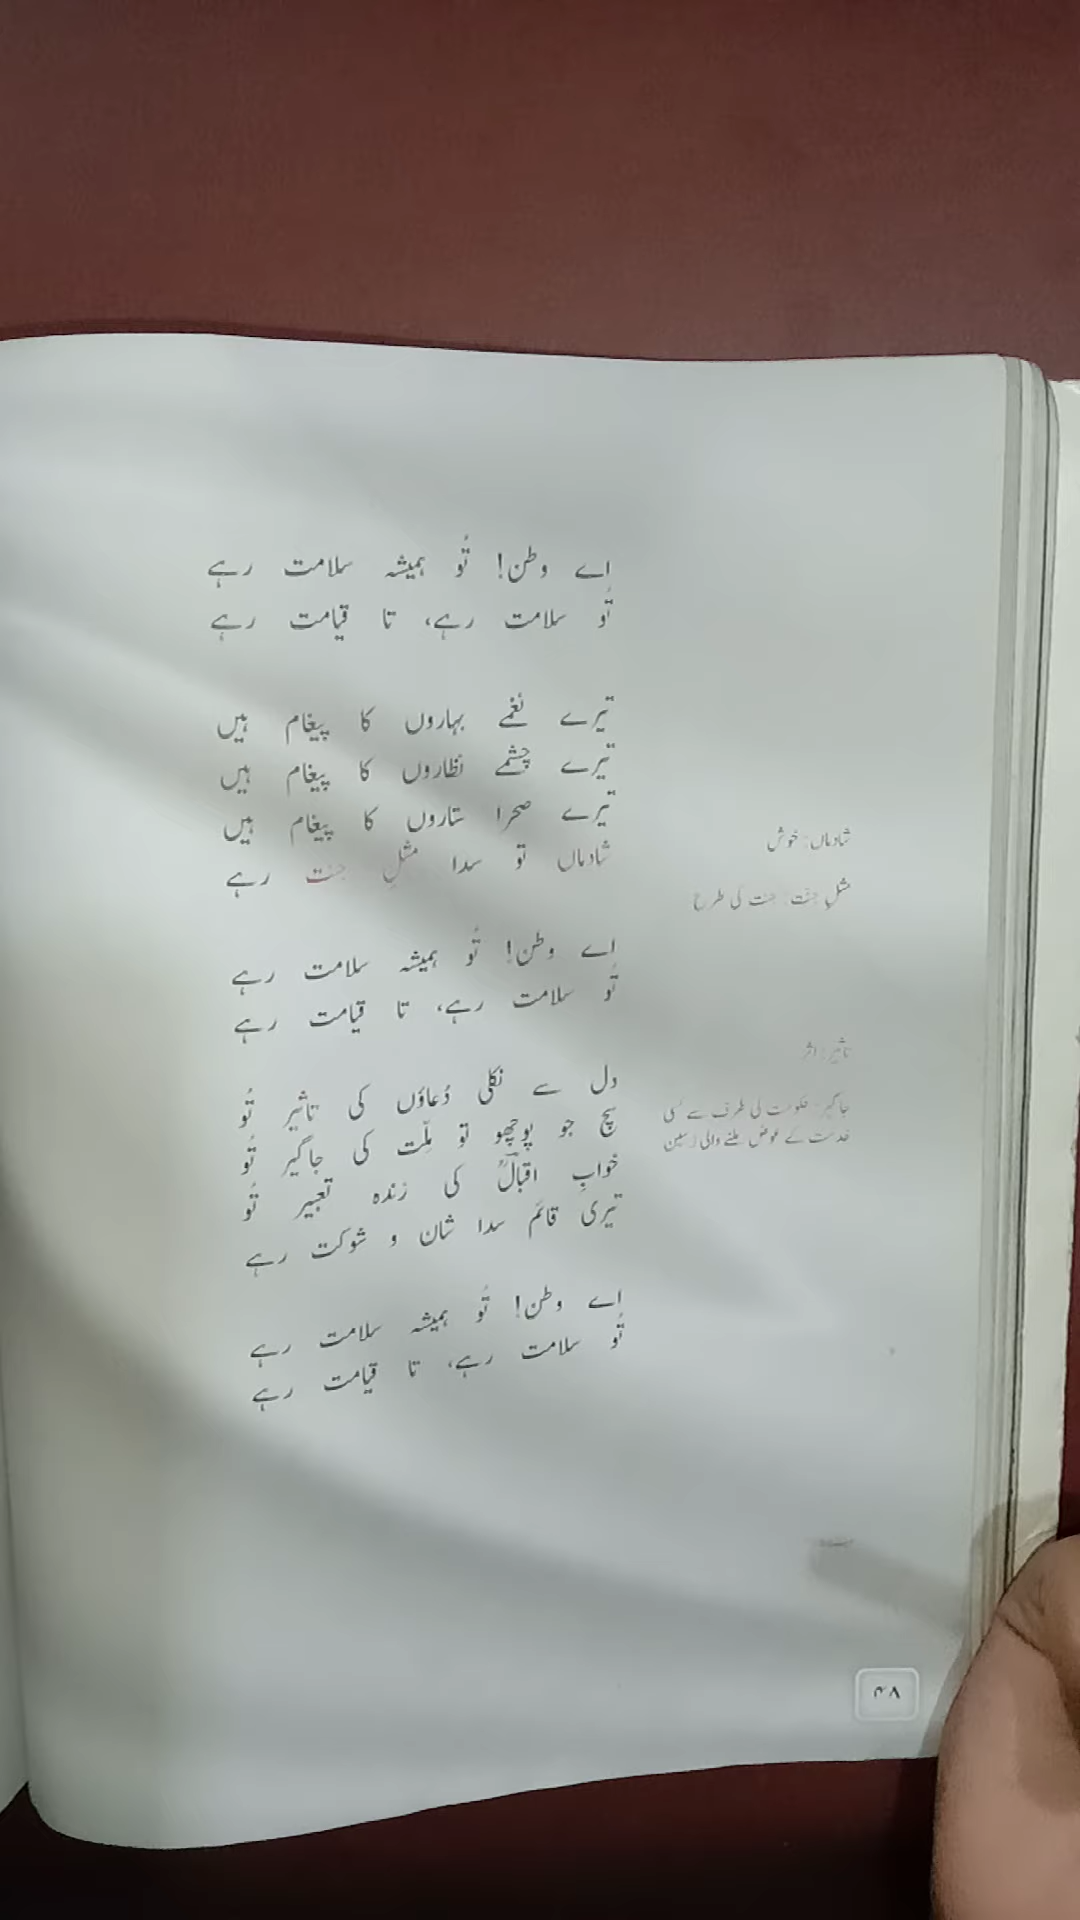 اے وطن! تُو ہمیشہ سلامت رہے
تُو سلامت رہے، تا قیامت رہے
تیرے نغمے بہاروں کا پیغام ہیں
تیرے چشمے نظاروں کا پیغام ہیں
تیرے صحرا ستاروں کا پیغام ہیں
شادماں تو سدا مثلِ جنت رہے
اے وطن! تُو ہمیشہ سلامت رہے
تُو سلامت رہے، تا قیامت رہے
دل سے نکلی دُعاؤں کی تاثیر تُو
سچ جو پوچھو تو مِلّت کی جاگیر تُو
خوابِ اقبالؒ کی زندہ تعبیر تُو
تیری قائم سدا شان و شوکت رہے
اے وطن! تُو ہمیشہ سلامت رہے
تُو سلامت رہے، تا قیامت رہے
شادماں: خوش
مثلِ جنّت: جنت کی طرح
تاثیر: اثر
جاگیر: حکومت کی طرف سے کسی
خدمت کے عوض ملنے والی زمین
۴۸